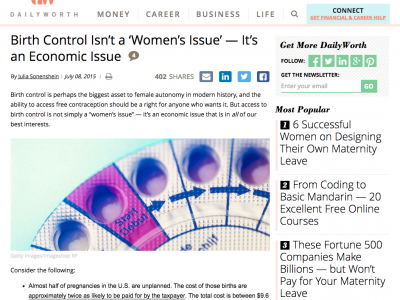 DAILYWORTH
MONEY
CAREER
BUSINESS
LIFE
CONNECT
GET FINANCIAL & CAREER HELP
Birth Control Isn't a 'Women's Issue' — It's
an Economic Issue
4
By Julia Sonenshein | July 08, 2015 |
402 SHARES
Birth control is perhaps the biggest asset to female autonomy in modern history, and the
ability to access free contraception should be a right for anyone who wants it. But access to
birth control is not simply a "women's issue" — it's an economic issue that is in all of our
best interests.
Start
Début
Getty Images/Imagestop RF
Consider the following:
Almost half of pregnancies in the U.S. are unplanned. The cost of those births are
approximately twice as likely to be paid for by the taxpayer. The total cost is between $9.6
Get More DailyWorth
FOLLOW:
GET THE NEWSLETTER:
Enter your email
GO
Most Popular
1 6 Successful
Women on Designing
Their Own Maternity
Leave
2 From Coding to
Basic Mandarin — 20
Excellent Free Online
Courses
3 These Fortune 500
Companies Make
Billions — but Won't
Pay for Your Maternity
Leave